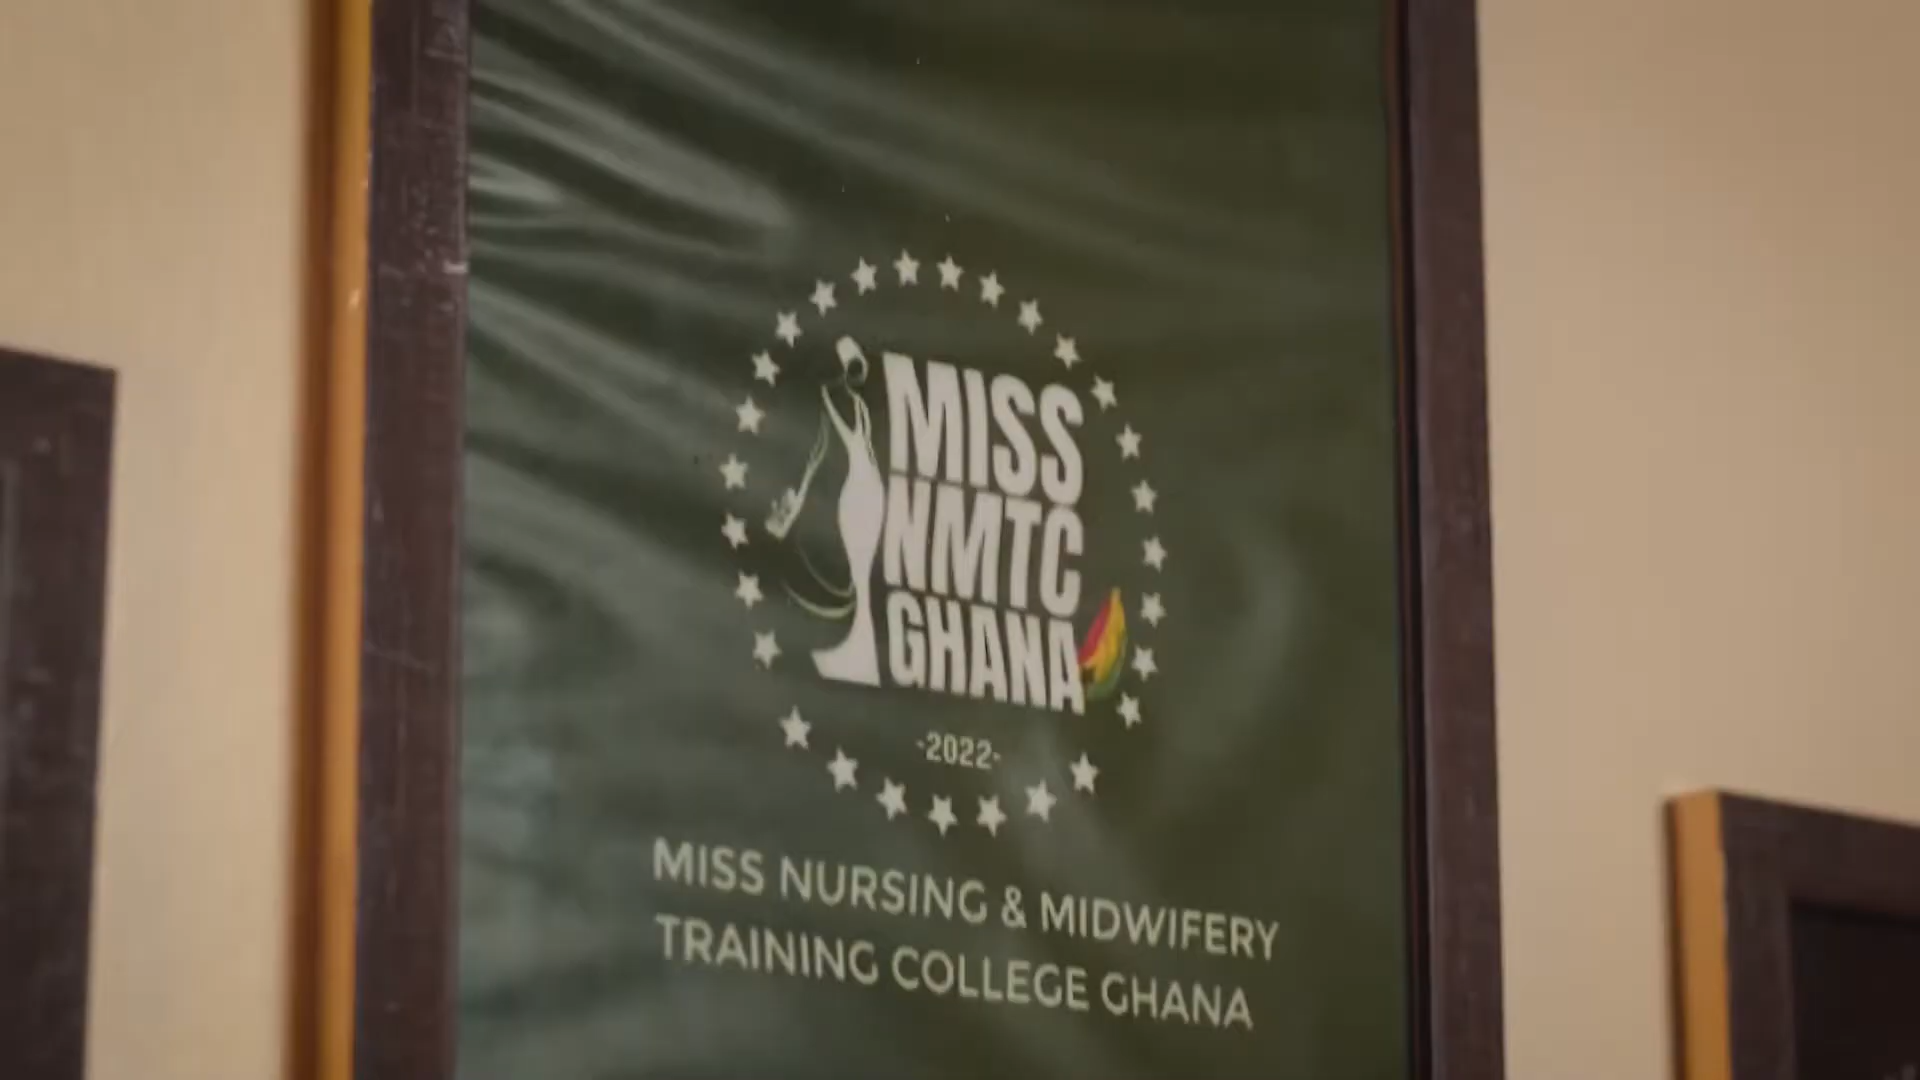 MISS
NMTC
GHANA
-2022-
MISS NURSING & MIDWIFERY
TRAINING COLLEGE GHANA